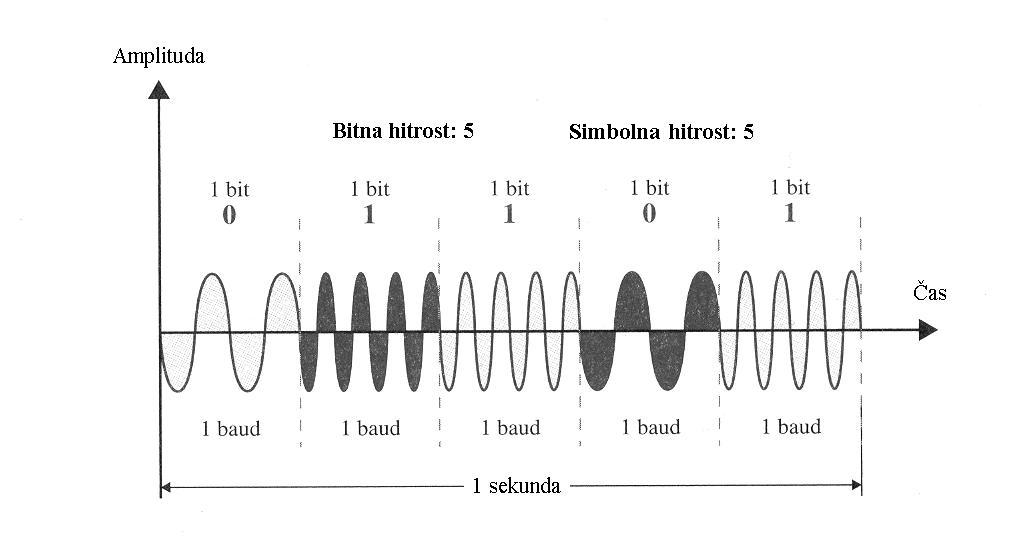 Amplituda
Bitna hitrost: 5 Simbolna hitrost: 5
1 bit 1 bit 1 bit 1 bit 1 bit
0 1 1 0 1
Čas
1 baud 1 baud 1 baud 1 baud 1 baud
1 sekunda